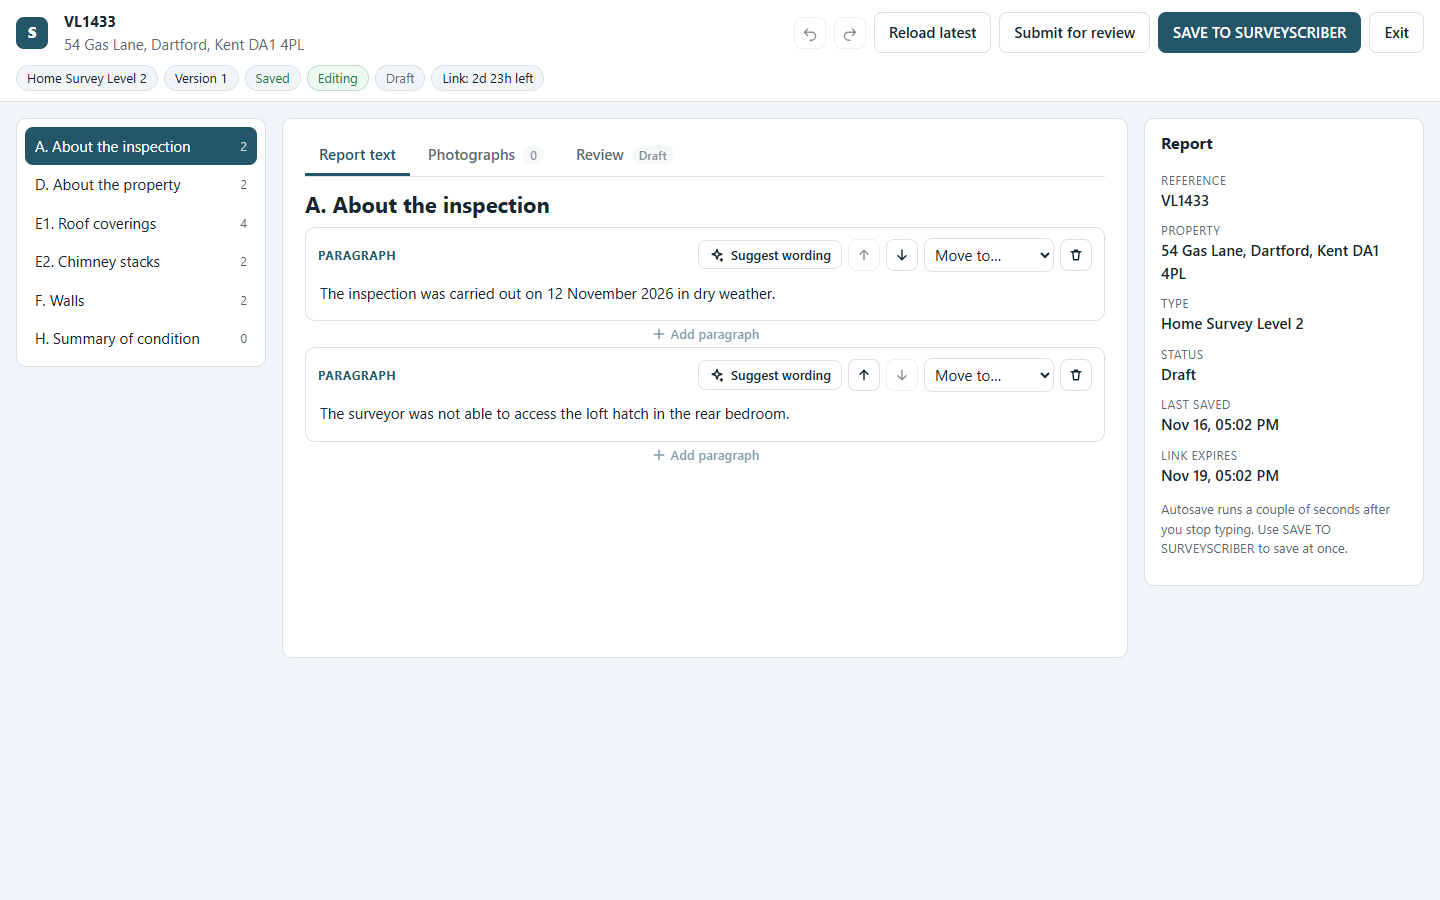 S
VL1433
54 Gas Lane, Dartford, Kent DA1 4PL
Reload latest
Submit for review
SAVE TO SURVEYSCRIBER
Exit
Home Survey Level 2
Version 1
Saved
Editing
Draft
Link: 2d 23h left
A. About the inspection 2
D. About the property 2
E1. Roof coverings 4
E2. Chimney stacks 2
F. Walls 2
H. Summary of condition 0
Report text
Photographs 0
Review Draft
A. About the inspection
PARAGRAPH
Suggest wording
Move to...
The inspection was carried out on 12 November 2026 in dry weather.
Add paragraph
PARAGRAPH
Suggest wording
Move to...
The surveyor was not able to access the loft hatch in the rear bedroom.
Add paragraph
Report
REFERENCE
VL1433
PROPERTY
54 Gas Lane, Dartford, Kent DA1
4PL
TYPE
Home Survey Level 2
STATUS
Draft
LAST SAVED
Nov 16, 05:02 PM
LINK EXPIRES
Nov 19, 05:02 PM
Autosave runs a couple of seconds after
you stop typing. Use SAVE TO
SURVEYSCRIBER to save at once.